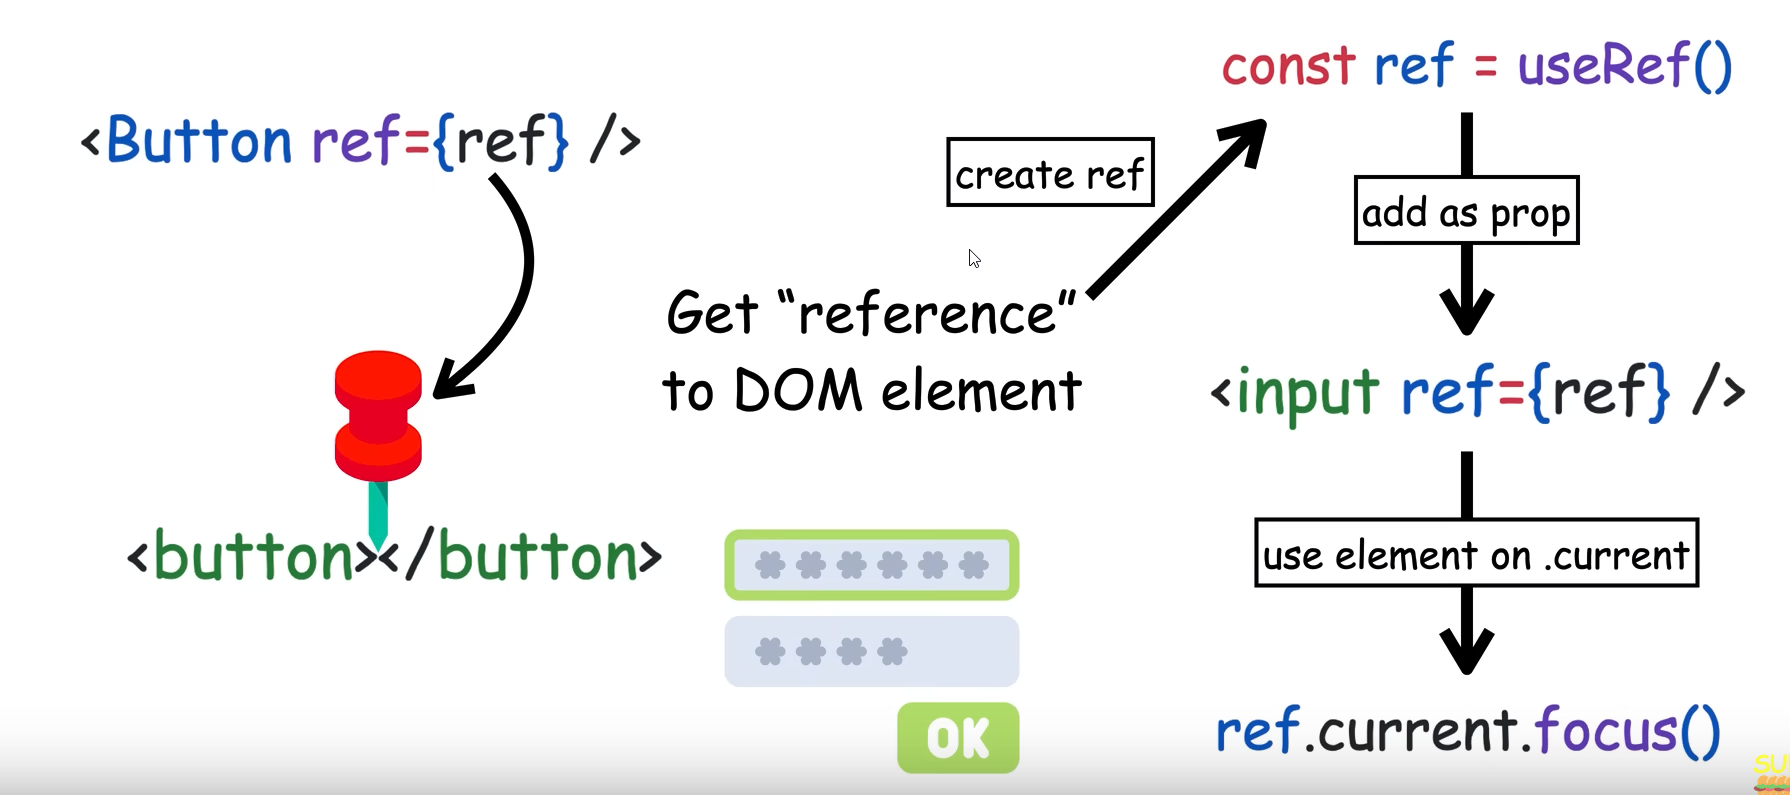 <Button ref={ref} />
<button></button>
Get “reference”
to DOM element
OK
create ref
const ref = useRef()
add as prop
<input ref={ref} />
use element on .current
ref.current.focus()